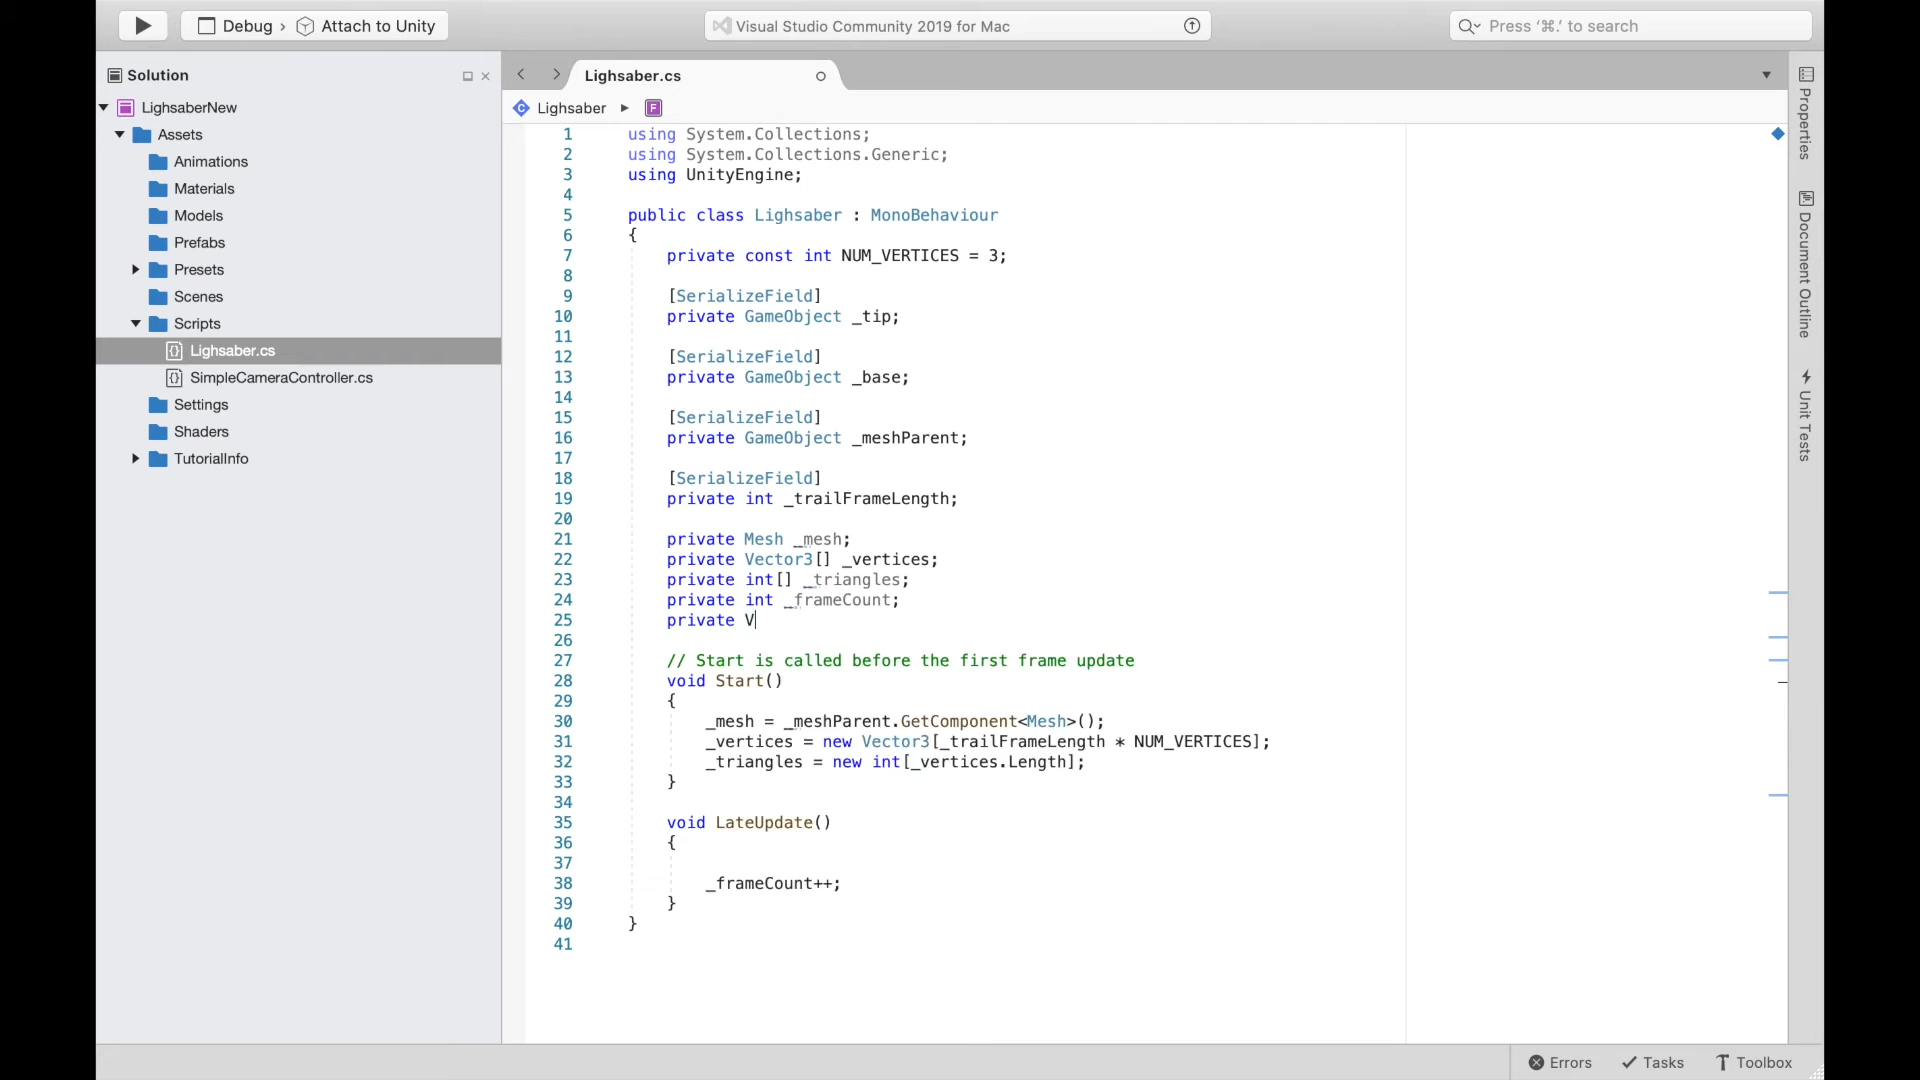 Debug › Attach to Unity
Visual Studio Community 2019 for Mac
Press ‘⌘.’ to search
Solution
LighsaberNew
Assets
Animations
Materials
Models
Prefabs
Presets
Scenes
Scripts
Lighsaber.cs
SimpleCameraController.cs
Settings
Shaders
TutorialInfo
Lighsaber.cs
Lighsaber
1 using System.Collections;
2 using System.Collections.Generic;
3 using UnityEngine;
4
5 public class Lighsaber : MonoBehaviour
6 {
7 private const int NUM_VERTICES = 3;
8
9 [SerializeField]
10 private GameObject _tip;
11
12 [SerializeField]
13 private GameObject _base;
14
15 [SerializeField]
16 private GameObject _meshParent;
17
18 [SerializeField]
19 private int _trailFrameLength;
20
21 private Mesh _mesh;
22 private Vector3[] _vertices;
23 private int[] _triangles;
24 private int _frameCount;
25 private V
26
27 // Start is called before the first frame update
28 void Start()
29 {
30 _mesh = _meshParent.GetComponent<Mesh>();
31 _vertices = new Vector3[_trailFrameLength * NUM_VERTICES];
32 _triangles = new int[_vertices.Length];
33 }
34
35 void LateUpdate()
36 {
37
38 _frameCount++;
39 }
40 }
41
Properties
Document Outline
Unit Tests
Errors
Tasks
Toolbox